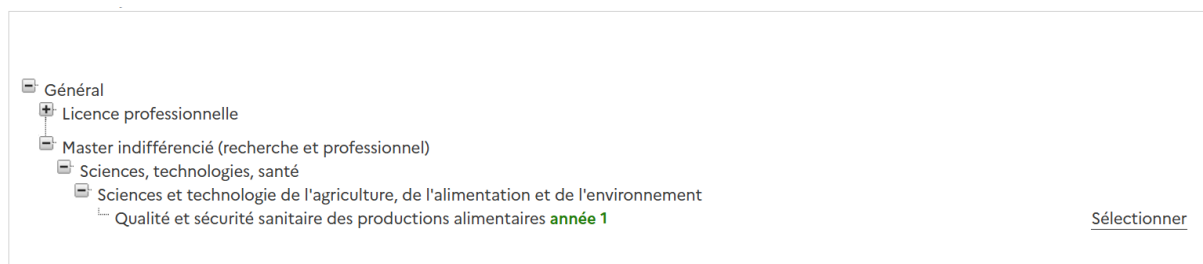 Général
Licence professionnelle
Master indifférencié (recherche et professionnel)
Sciences, technologies, santé
Sciences et technologie de l'agriculture, de l'alimentation et de l'environnement
Qualité et sécurité sanitaire des productions alimentaires année 1 Sélectionner